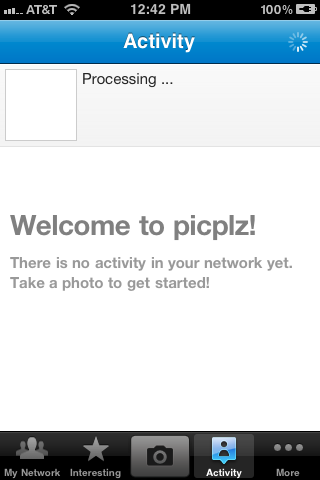 AT&T 12:42 PM 100%
Activity
Processing ...
Welcome to picplz!
There is no activity in your network yet.
Take a photo to get started!
My Network Interesting Activity More